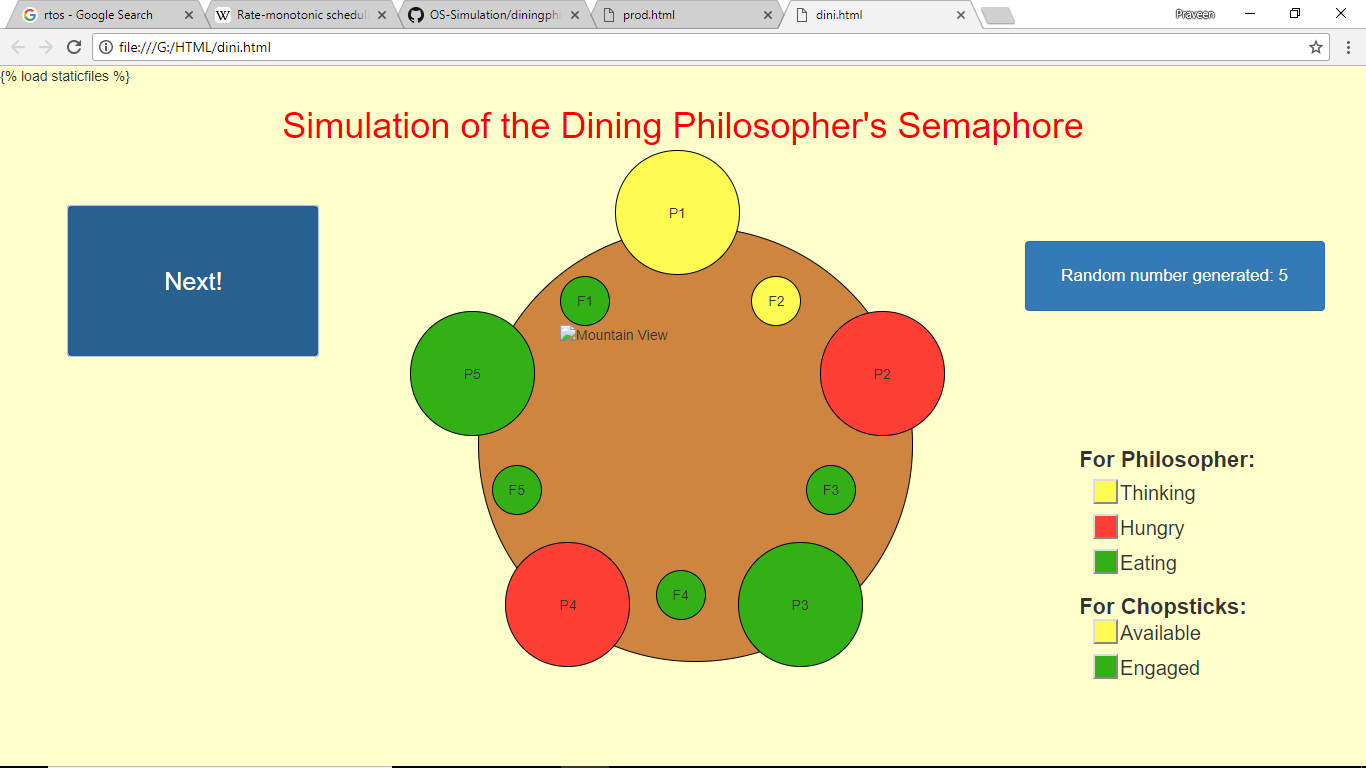 rtos - Google Search
Rate-monotonic scheduli
OS-Simulation/diningphi
prod.html
dini.html
Praveen
file:///G:/HTML/dini.html
{% load staticfiles %}
Simulation of the Dining Philosopher's Semaphore
P1
Next!
Random number generated: 5
F1
F2
Mountain View
P5
P2
For Philosopher:
Thinking
F5
F3
Hungry
Eating
F4
P4
P3
For Chopsticks:
Available
Engaged